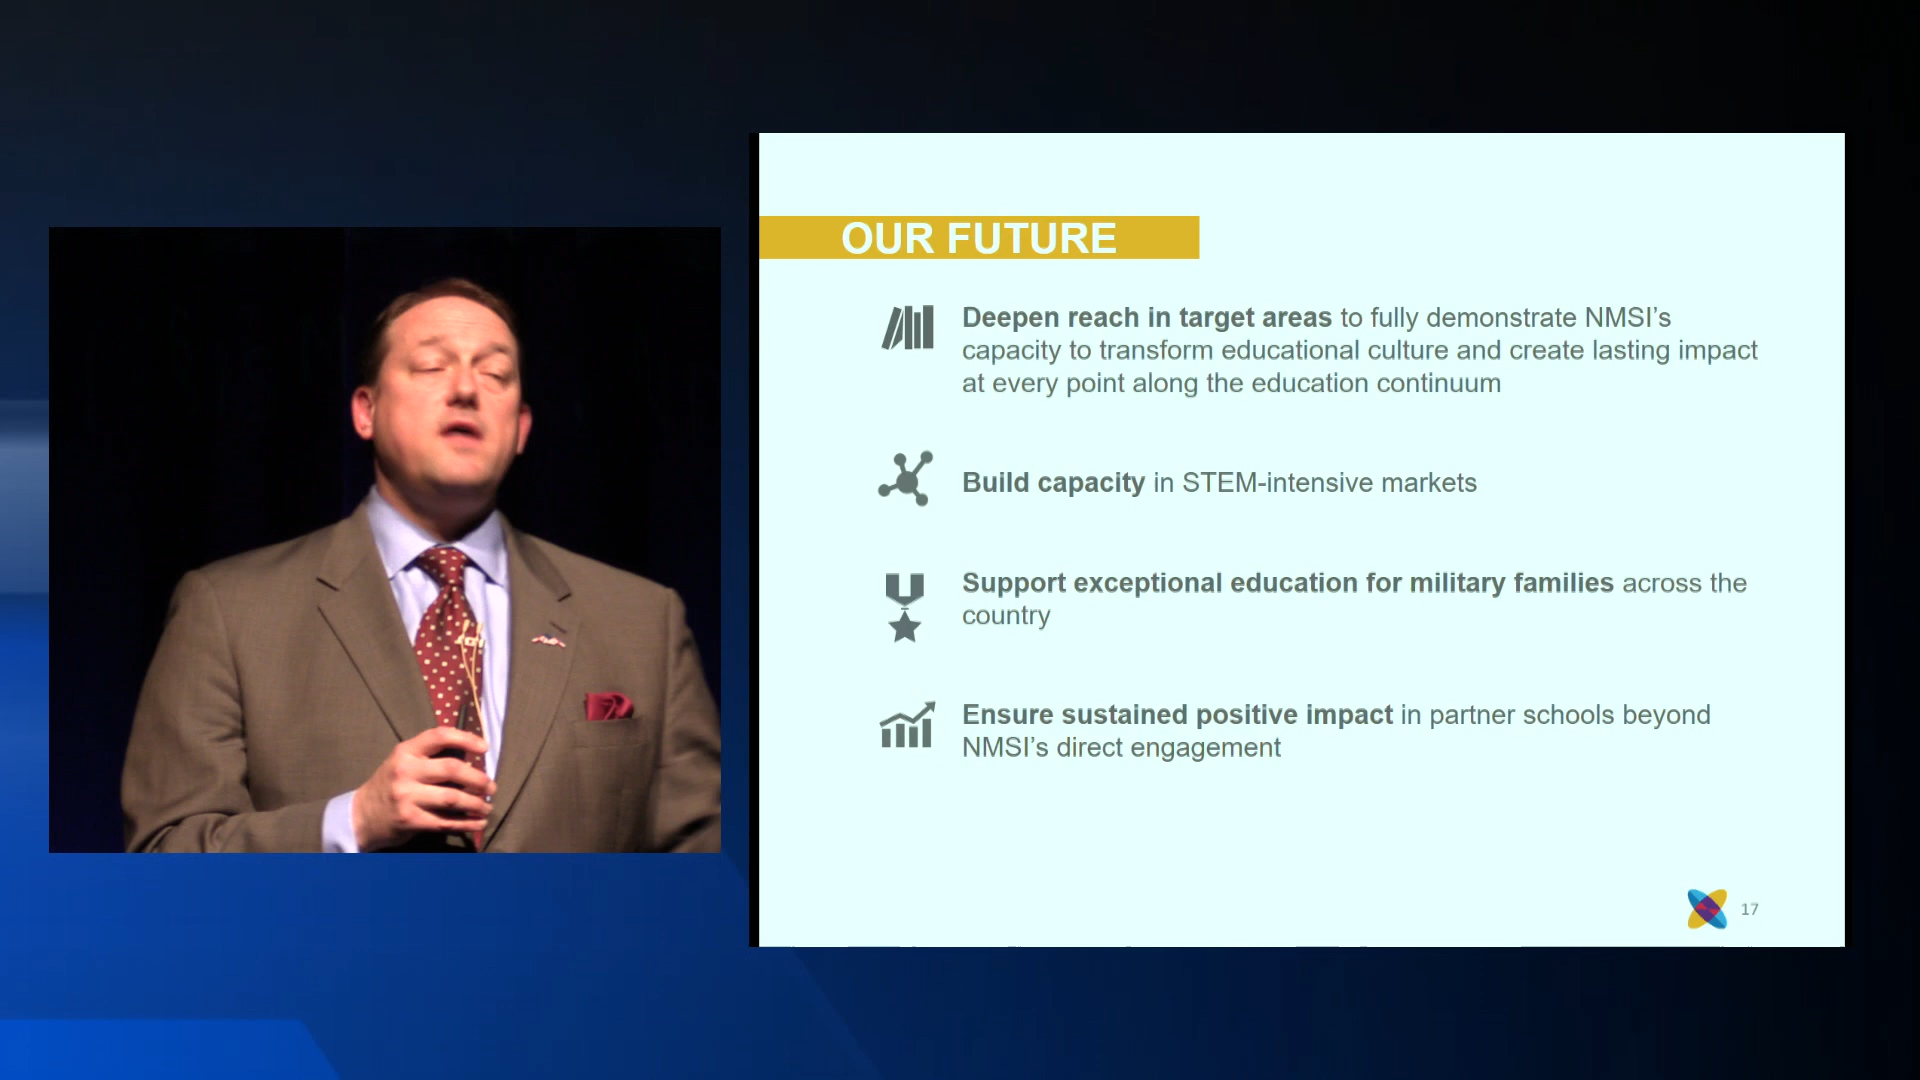 OUR FUTURE
Deepen reach in target areas to fully demonstrate NMSI’s
capacity to transform educational culture and create lasting impact
at every point along the education continuum
Build capacity in STEM-intensive markets
Support exceptional education for military families across the
country
Ensure sustained positive impact in partner schools beyond
NMSI’s direct engagement
17